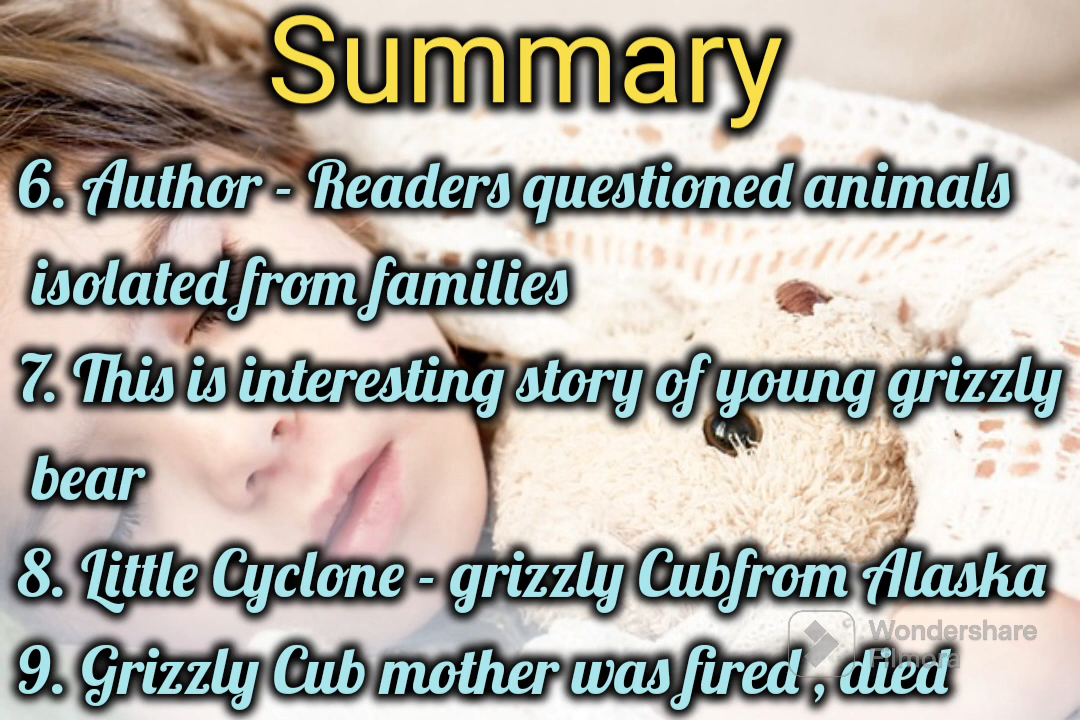 Summary
6. Author - Readers questioned animals
isolated from families
7. This is interesting story of young grizzly
bear
8. Little Cyclone - grizzly Cubfrom Alaska
9. Grizzly Cub mother was fired , died
Wondershare
Filmora